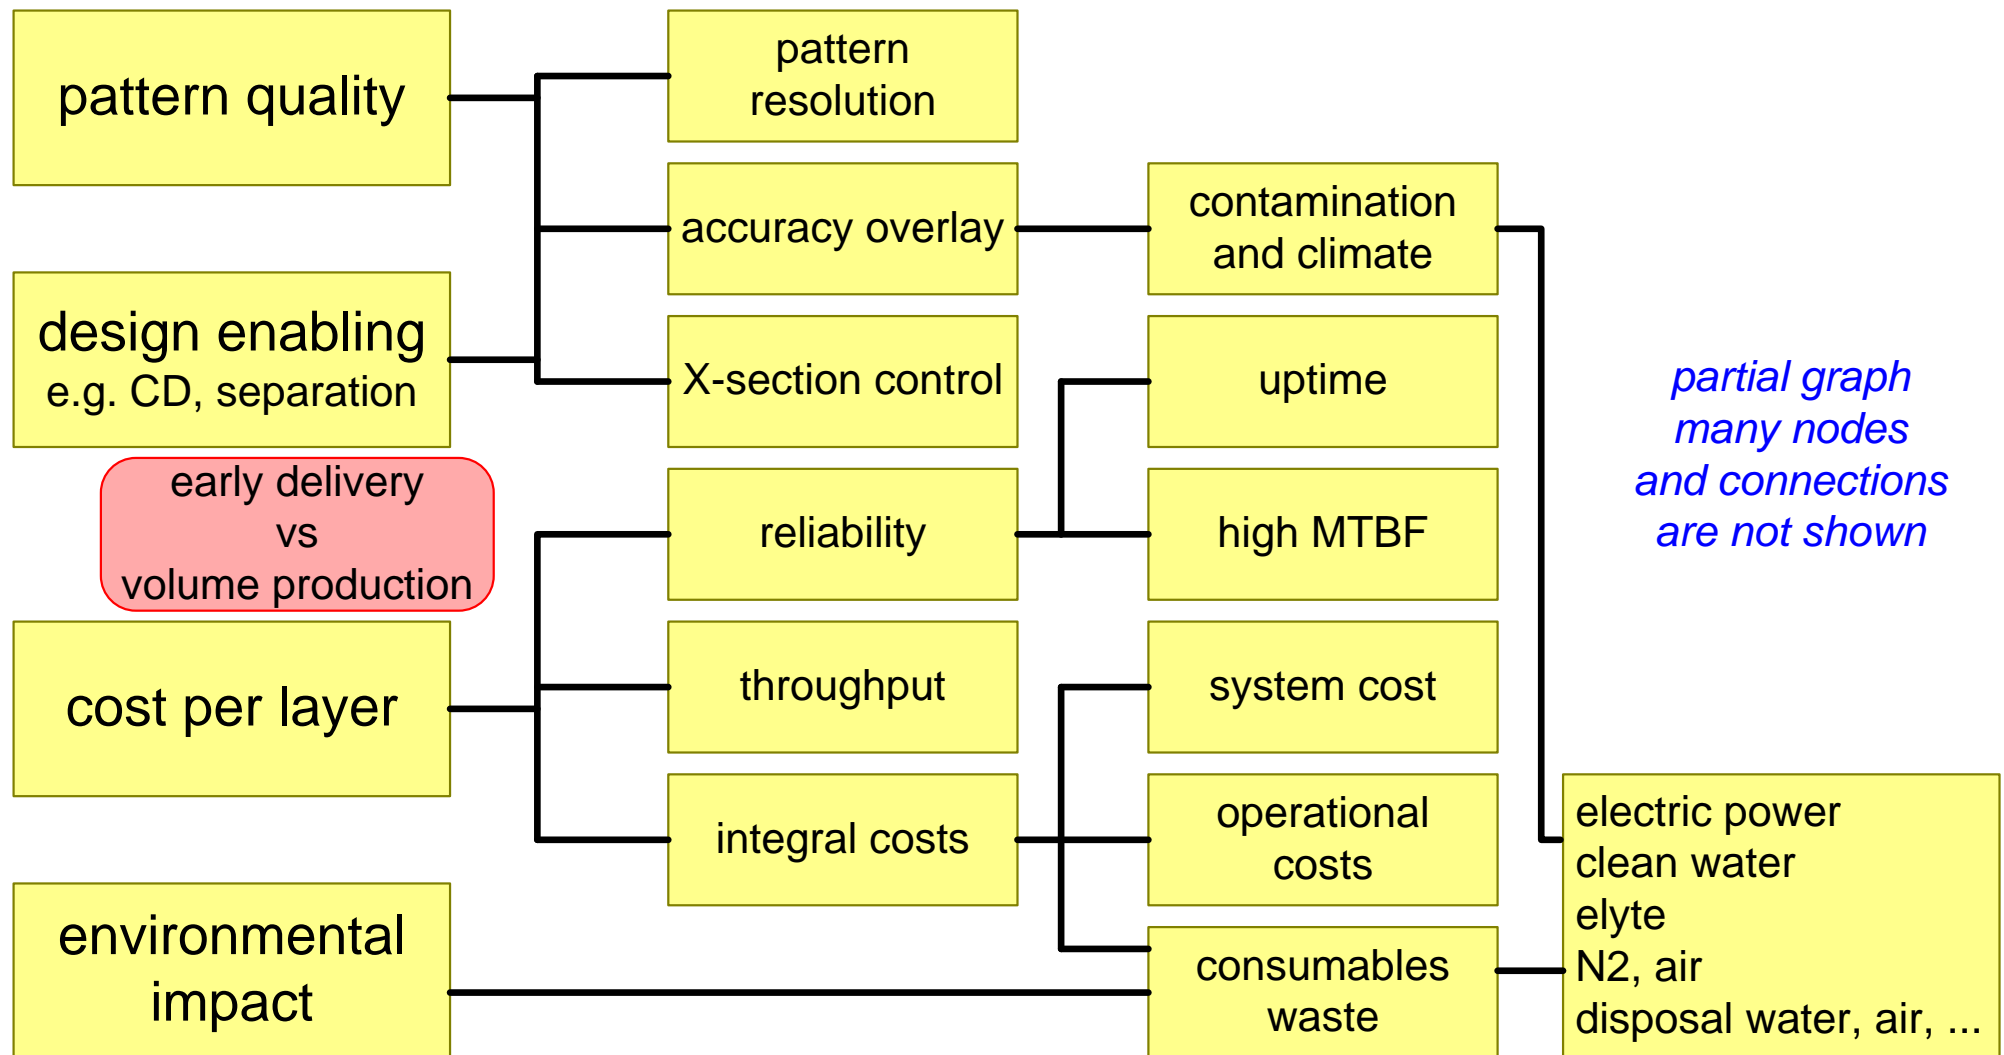 pattern quality
design enabling
e.g. CD, separation
early delivery
vs
volume production
cost per layer
environmental
impact
pattern
resolution
accuracy overlay
X-section control
reliability
throughput
integral costs
contamination
and climate
uptime
high MTBF
system cost
operational
costs
consumables
waste
partial graph
many nodes
and connections
are not shown
electric power
clean water
elyte
N2, air
disposal water, air, ...